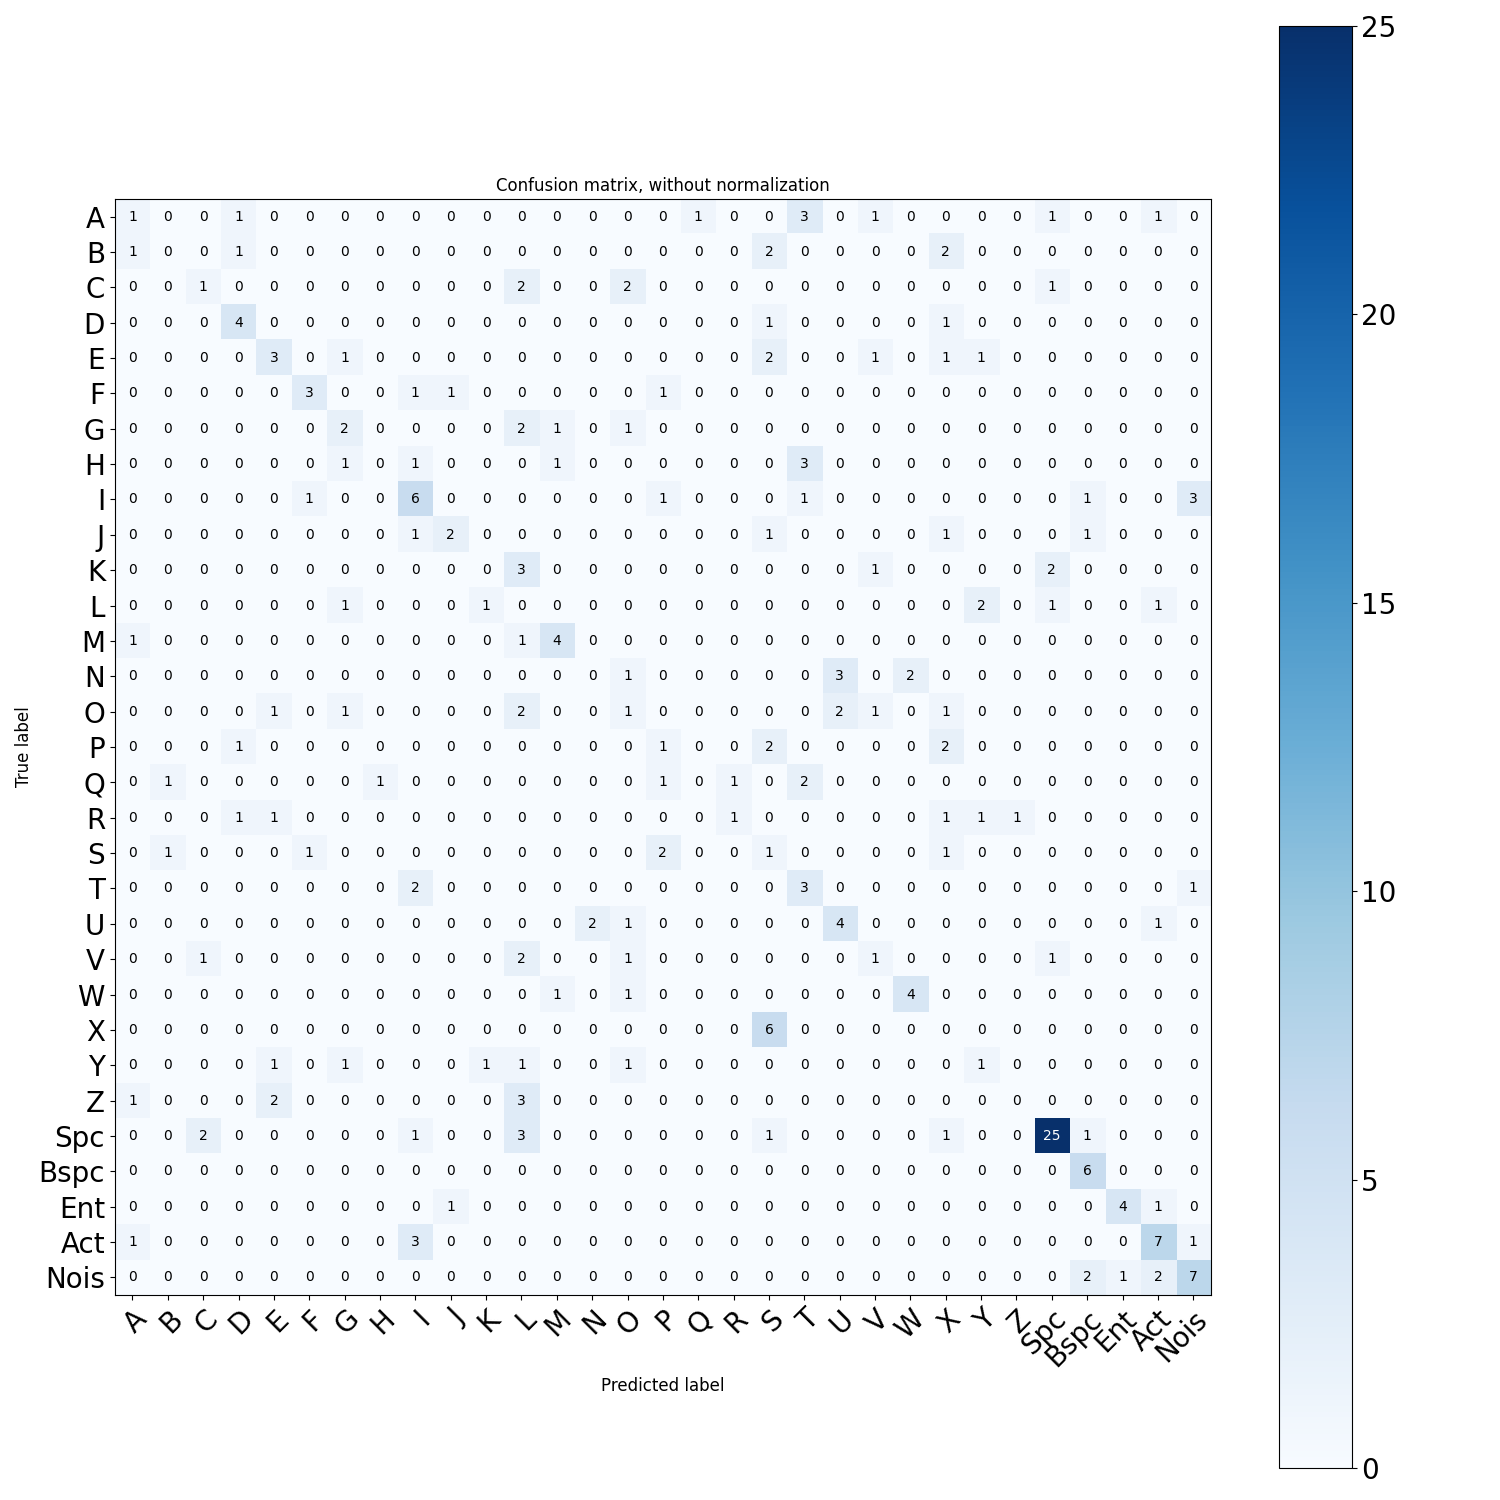 Confusion matrix, without normalization
A 1 0 0 1 0 0 0 0 0 0 0 0 0 0 0 0 1 0 0 3 0 1 0 0 0 0 1 0 0 1 0
B 1 0 0 1 0 0 0 0 0 0 0 0 0 0 0 0 0 0 2 0 0 0 0 2 0 0 0 0 0 0 0
C 0 0 1 0 0 0 0 0 0 0 0 2 0 0 2 0 0 0 0 0 0 0 0 0 0 0 1 0 0 0 0
D 0 0 0 4 0 0 0 0 0 0 0 0 0 0 0 0 0 0 1 0 0 0 0 1 0 0 0 0 0 0 0
E 0 0 0 0 3 0 1 0 0 0 0 0 0 0 0 0 0 0 2 0 0 1 0 1 1 0 0 0 0 0 0
F 0 0 0 0 0 3 0 0 1 1 0 0 0 0 0 1 0 0 0 0 0 0 0 0 0 0 0 0 0 0 0
G 0 0 0 0 0 0 2 0 0 0 0 2 1 0 1 0 0 0 0 0 0 0 0 0 0 0 0 0 0 0 0
H 0 0 0 0 0 0 1 0 1 0 0 0 1 0 0 0 0 0 0 3 0 0 0 0 0 0 0 0 0 0 0
I 0 0 0 0 0 1 0 0 6 0 0 0 0 0 0 1 0 0 0 1 0 0 0 0 0 0 0 1 0 0 3
J 0 0 0 0 0 0 0 0 1 2 0 0 0 0 0 0 0 0 1 0 0 0 0 1 0 0 0 1 0 0 0
K 0 0 0 0 0 0 0 0 0 0 0 3 0 0 0 0 0 0 0 0 0 1 0 0 0 0 2 0 0 0 0
L 0 0 0 0 0 0 1 0 0 0 1 0 0 0 0 0 0 0 0 0 0 0 0 0 2 0 1 0 0 1 0
M 1 0 0 0 0 0 0 0 0 0 0 1 4 0 0 0 0 0 0 0 0 0 0 0 0 0 0 0 0 0 0
N 0 0 0 0 0 0 0 0 0 0 0 0 0 0 1 0 0 0 0 0 3 0 2 0 0 0 0 0 0 0 0
O 0 0 0 0 1 0 1 0 0 0 0 2 0 0 1 0 0 0 0 0 2 1 0 1 0 0 0 0 0 0 0
P 0 0 0 1 0 0 0 0 0 0 0 0 0 0 0 1 0 0 2 0 0 0 0 2 0 0 0 0 0 0 0
Q 0 1 0 0 0 0 0 1 0 0 0 0 0 0 0 1 0 1 0 2 0 0 0 0 0 0 0 0 0 0 0
R 0 0 0 1 1 0 0 0 0 0 0 0 0 0 0 0 0 1 0 0 0 0 0 1 1 1 0 0 0 0 0
S 0 1 0 0 0 1 0 0 0 0 0 0 0 0 0 2 0 0 1 0 0 0 0 1 0 0 0 0 0 0 0
T 0 0 0 0 0 0 0 0 2 0 0 0 0 0 0 0 0 0 0 3 0 0 0 0 0 0 0 0 0 0 1
U 0 0 0 0 0 0 0 0 0 0 0 0 0 2 1 0 0 0 0 0 4 0 0 0 0 0 0 0 0 1 0
V 0 0 1 0 0 0 0 0 0 0 0 2 0 0 1 0 0 0 0 0 0 1 0 0 0 0 1 0 0 0 0
W 0 0 0 0 0 0 0 0 0 0 0 0 1 0 1 0 0 0 0 0 0 0 4 0 0 0 0 0 0 0 0
X 0 0 0 0 0 0 0 0 0 0 0 0 0 0 0 0 0 0 6 0 0 0 0 0 0 0 0 0 0 0 0
Y 0 0 0 0 1 0 1 0 0 0 1 1 0 0 1 0 0 0 0 0 0 0 0 0 1 0 0 0 0 0 0
Z 1 0 0 0 2 0 0 0 0 0 0 3 0 0 0 0 0 0 0 0 0 0 0 0 0 0 0 0 0 0 0
Spc 0 0 2 0 0 0 0 0 1 0 0 3 0 0 0 0 0 0 1 0 0 0 0 1 0 0 25 1 0 0 0
Bspc 0 0 0 0 0 0 0 0 0 0 0 0 0 0 0 0 0 0 0 0 0 0 0 0 0 0 0 6 0 0 0
Ent 0 0 0 0 0 0 0 0 0 1 0 0 0 0 0 0 0 0 0 0 0 0 0 0 0 0 0 0 4 1 0
Act 1 0 0 0 0 0 0 0 3 0 0 0 0 0 0 0 0 0 0 0 0 0 0 0 0 0 0 0 0 7 1
Nois 0 0 0 0 0 0 0 0 0 0 0 0 0 0 0 0 0 0 0 0 0 0 0 0 0 0 0 2 1 2 7
A B C D E F G H I J K L M N O P Q R S T U V W X Y Z Spc Bspc Ent Act Nois
Predicted label
True label
25
20
15
10
5
0